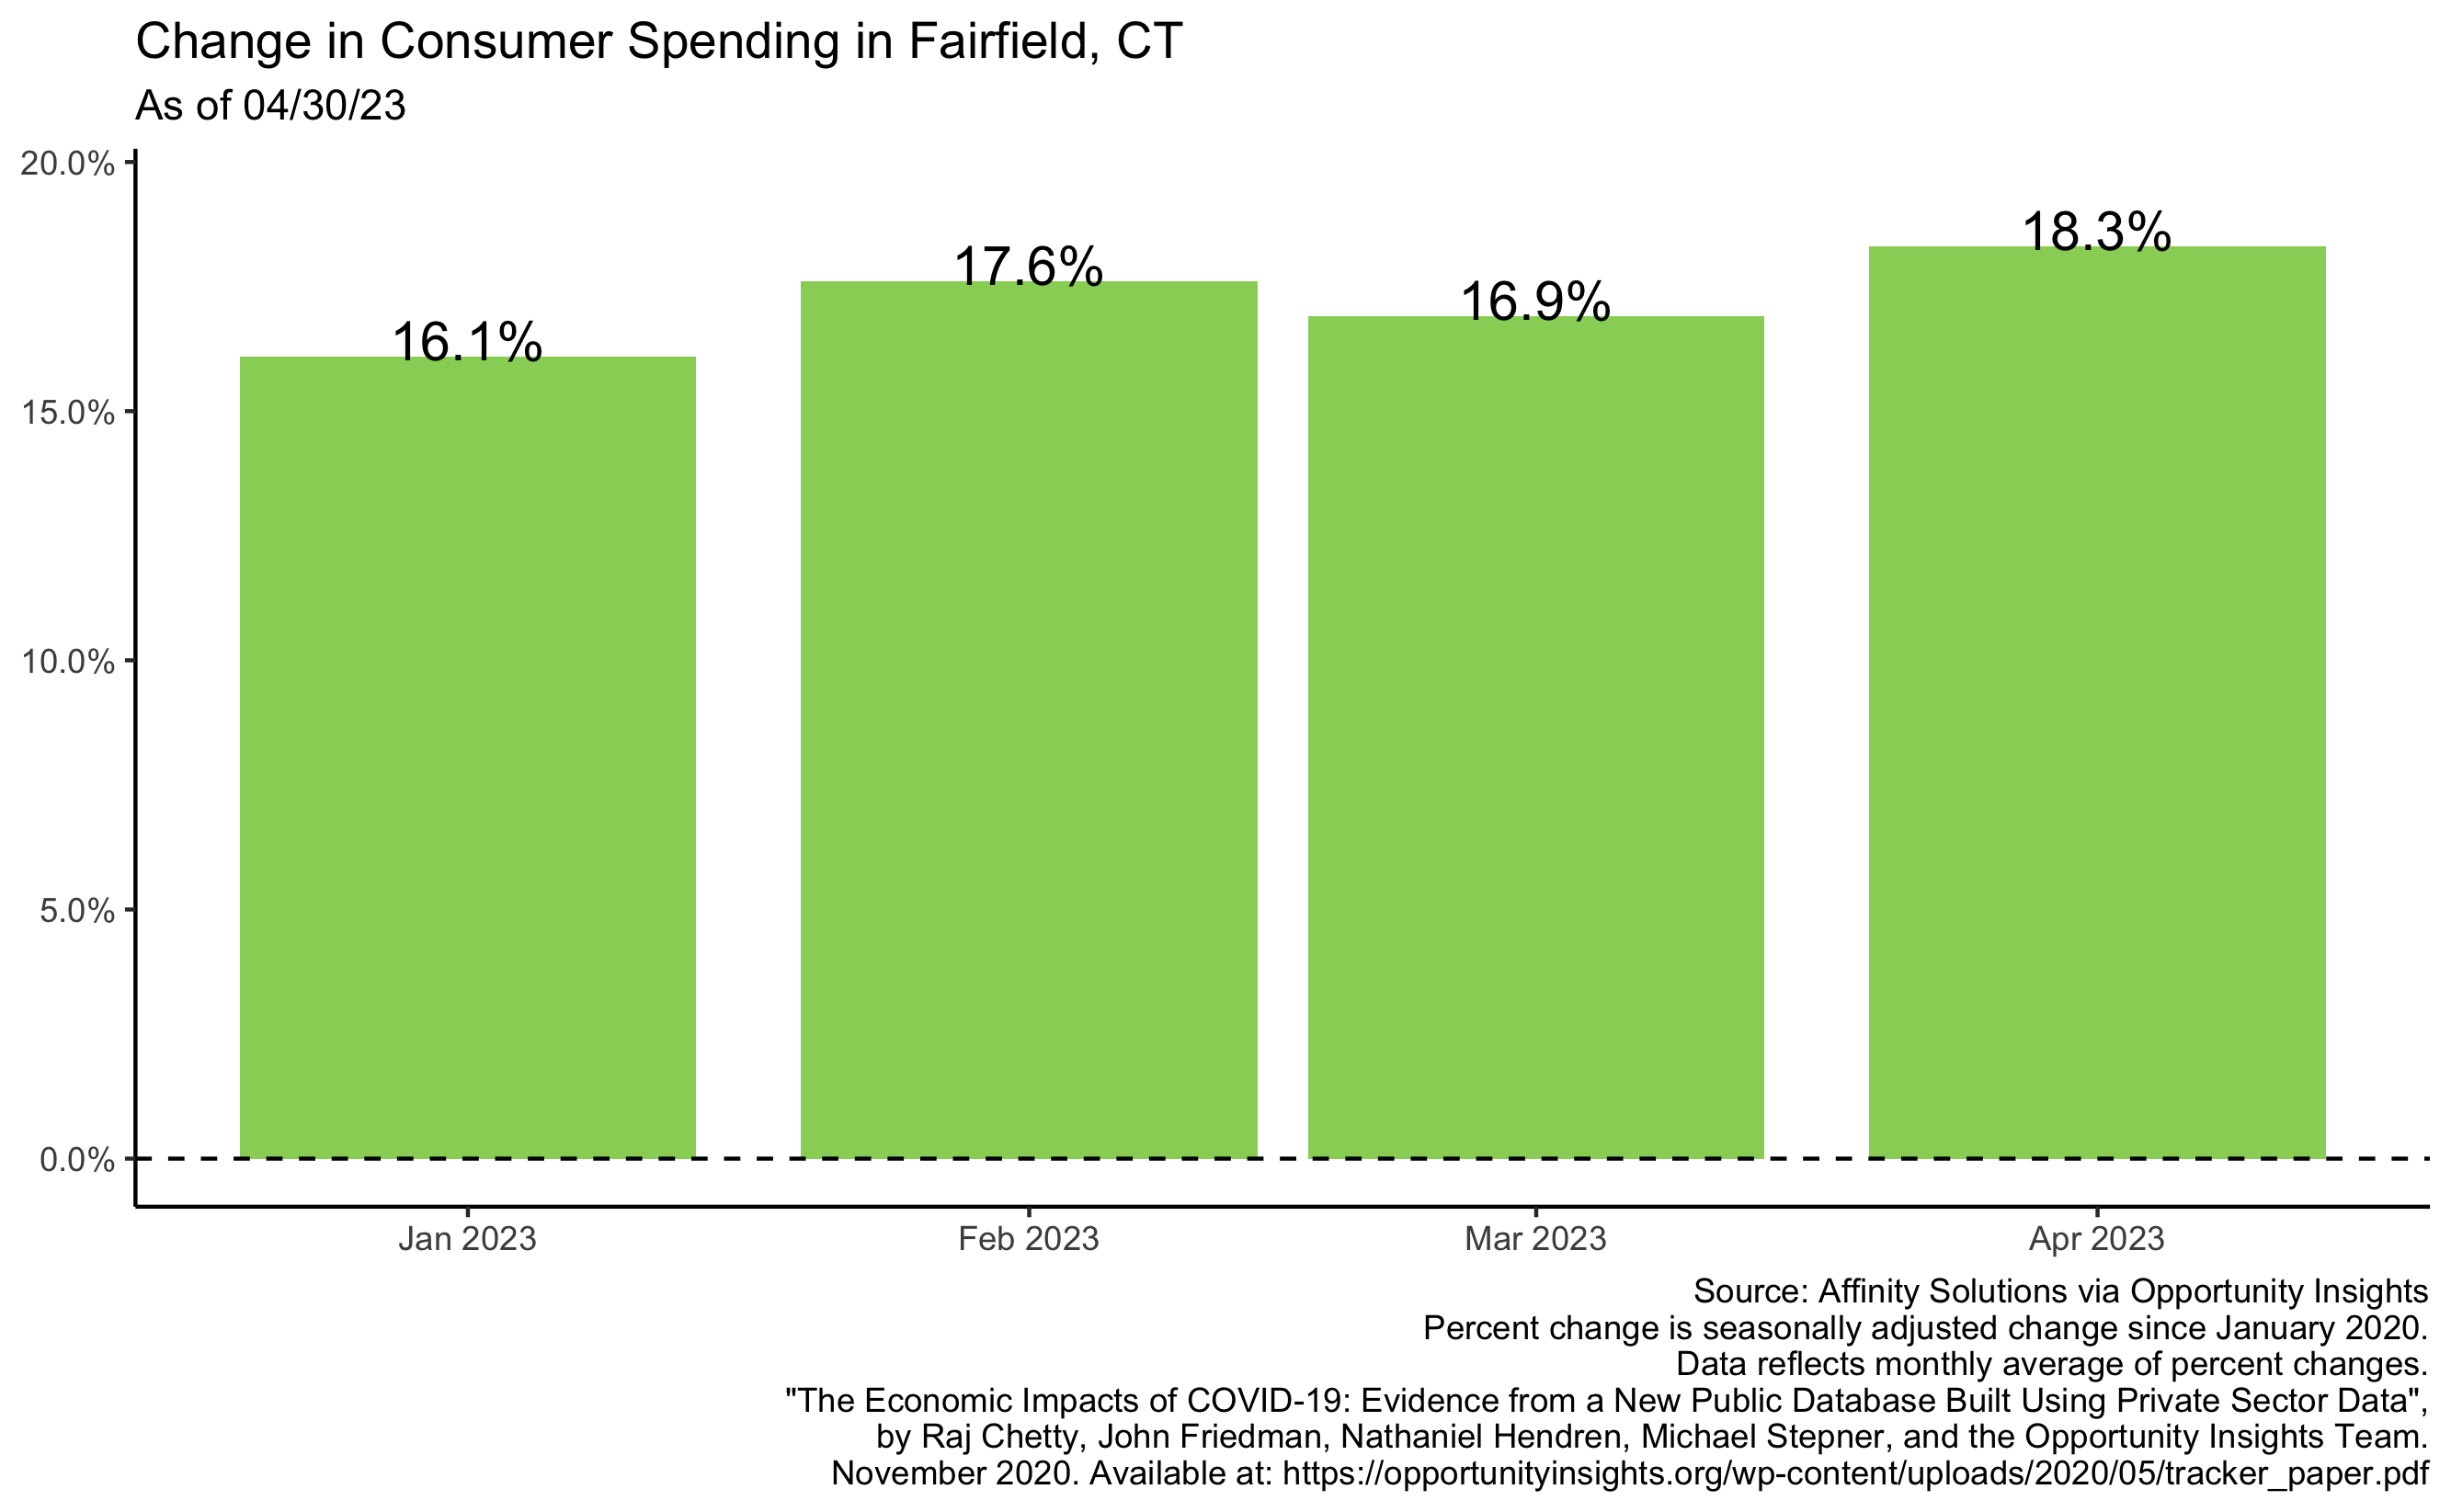 Change in Consumer Spending in Fairfield, CT
As of 04/30/23
20.0%
15.0%
10.0%
5.0%
0.0%
16.1%
17.6%
16.9%
18.3%
Jan 2023
Feb 2023
Mar 2023
Apr 2023
Source: Affinity Solutions via Opportunity Insights
Percent change is seasonally adjusted change since January 2020.
Data reflects monthly average of percent changes.
"The Economic Impacts of COVID-19: Evidence from a New Public Database Built Using Private Sector Data",
by Raj Chetty, John Friedman, Nathaniel Hendren, Michael Stepner, and the Opportunity Insights Team.
November 2020. Available at: https://opportunityinsights.org/wp-content/uploads/2020/05/tracker_paper.pdf